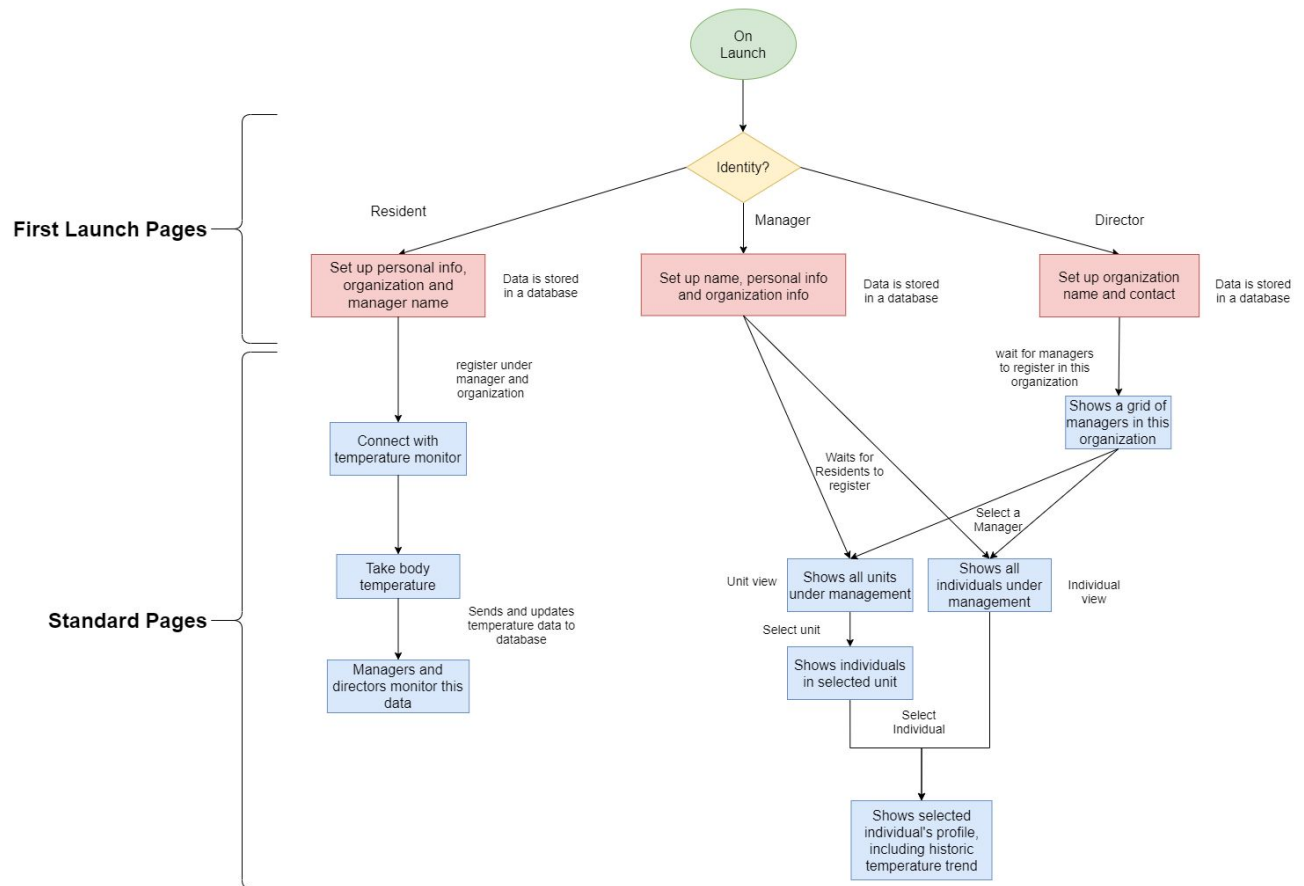 On
Launch
Identity?
Resident
Manager
Director
First Launch Pages
Set up personal info,
organization and
manager name
Data is stored
in a database
Set up name, personal info
and organization info
Data is stored
in a database
Set up organization
name and contact
Data is stored
in a database
register under
manager and
organization
wait for managers
to register in this
organization
Shows a grid of
managers in this
organization
Connect with
temperature monitor
Waits for
Residents to
register
Select a
Manager
Standard Pages
Take body
temperature
Unit view
Shows all units
under management
Shows all
individuals under
management
Individual
view
Sends and updates
temperature data to
database
Select unit
Managers and
directors monitor this
data
Shows individuals
in selected unit
Select
Individual
Shows selected
individual's profile,
including historic
temperature trend